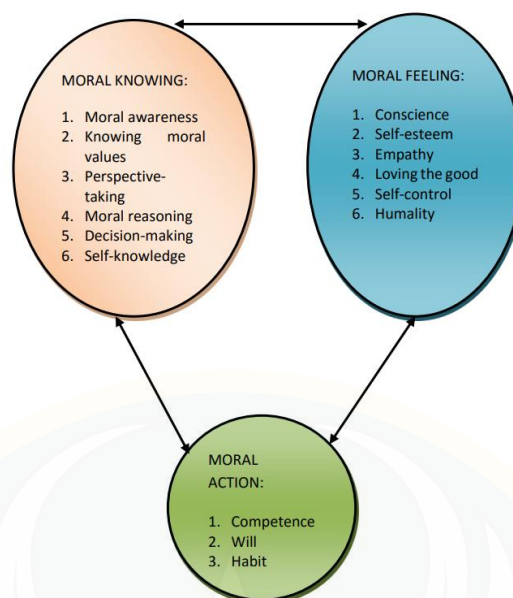 MORAL KNOWING:
1. Moral awareness
2. Knowing moral
values
3. Perspective-
taking
4. Moral reasoning
5. Decision-making
6. Self-knowledge
MORAL FEELING:
1. Conscience
2. Self-esteem
3. Empathy
4. Loving the good
5. Self-control
6. Humality
MORAL
ACTION:
1. Competence
2. Will
3. Habit